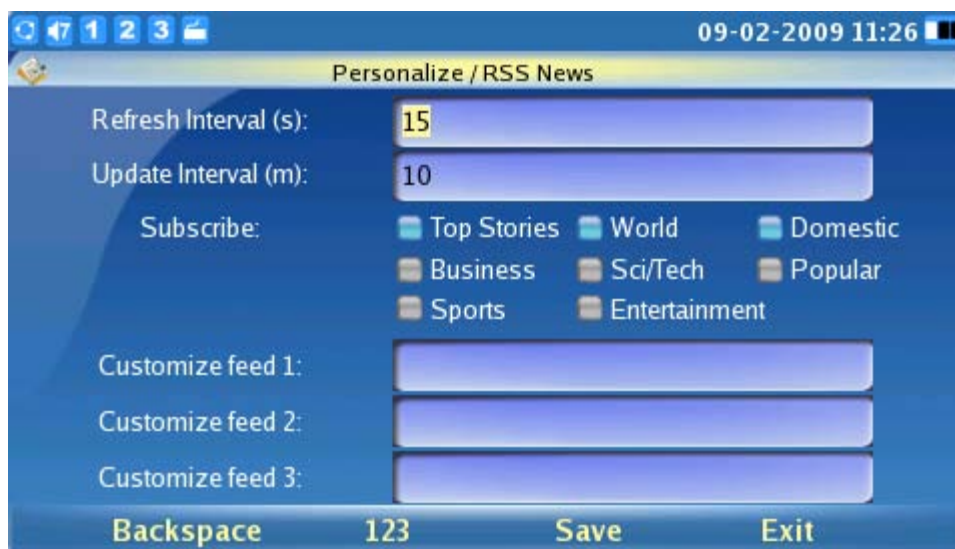 7 1 2 3 09-02-2009 11:26
Personalize / RSS News
Refresh Interval (s): 15
Update Interval (m): 10
Subscribe: Top Stories World Domestic
Business Sci/Tech Popular
Sports Entertainment
Customize feed 1:
Customize feed 2:
Customize feed 3:
Backspace 123 Save Exit